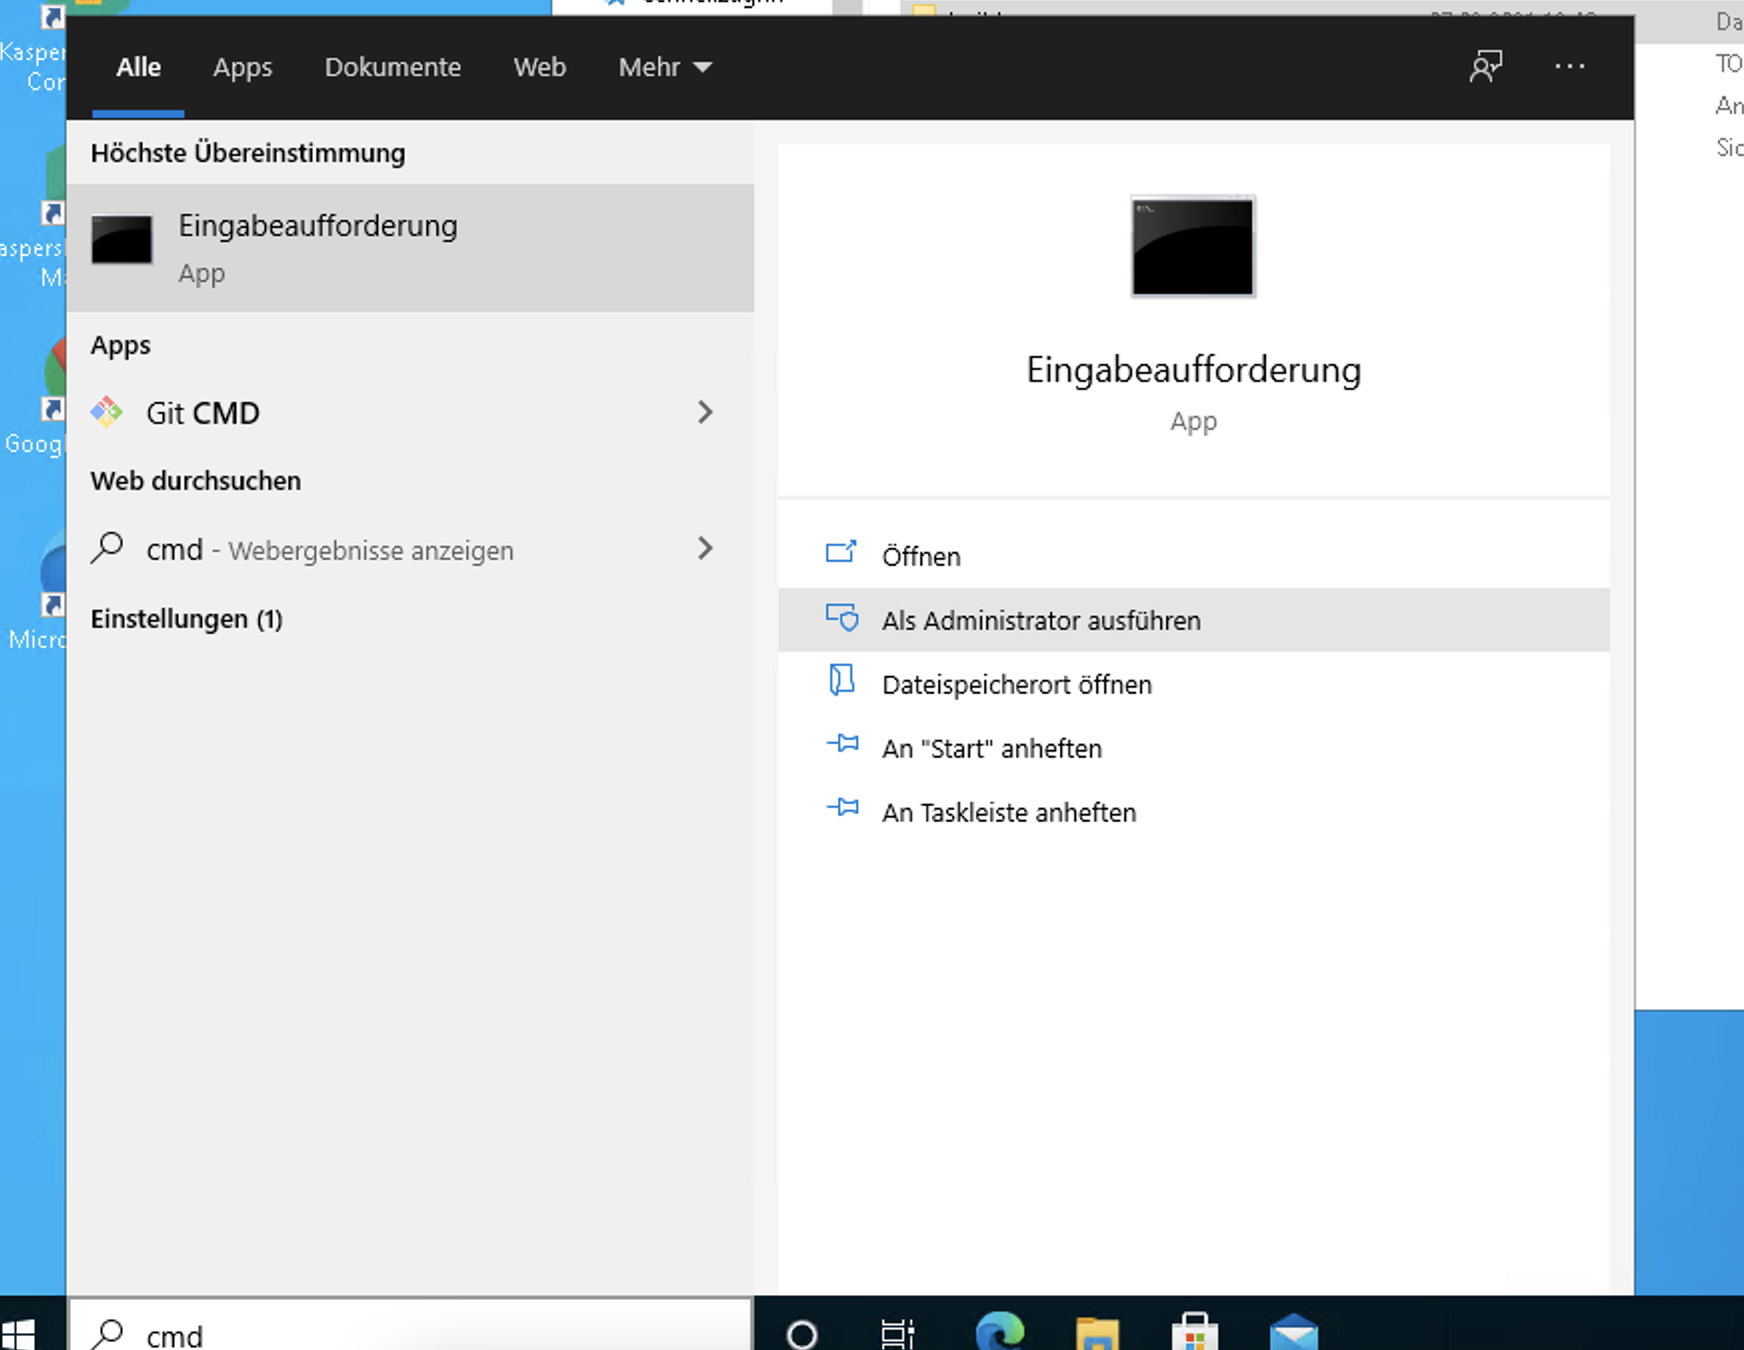 Da
Alle Apps Dokumente Web Mehr
TO
An
Sic
Höchste Übereinstimmung
Eingabeaufforderung
App
Apps
Git CMD
Web durchsuchen
cmd - Webergebnisse anzeigen
Einstellungen (1)
Eingabeaufforderung
App
Öffnen
Als Administrator ausführen
Dateispeicherort öffnen
An "Start" anheften
An Taskleiste anheften
Kasper
Cor
aspers
M
Googl
Micro
cmd